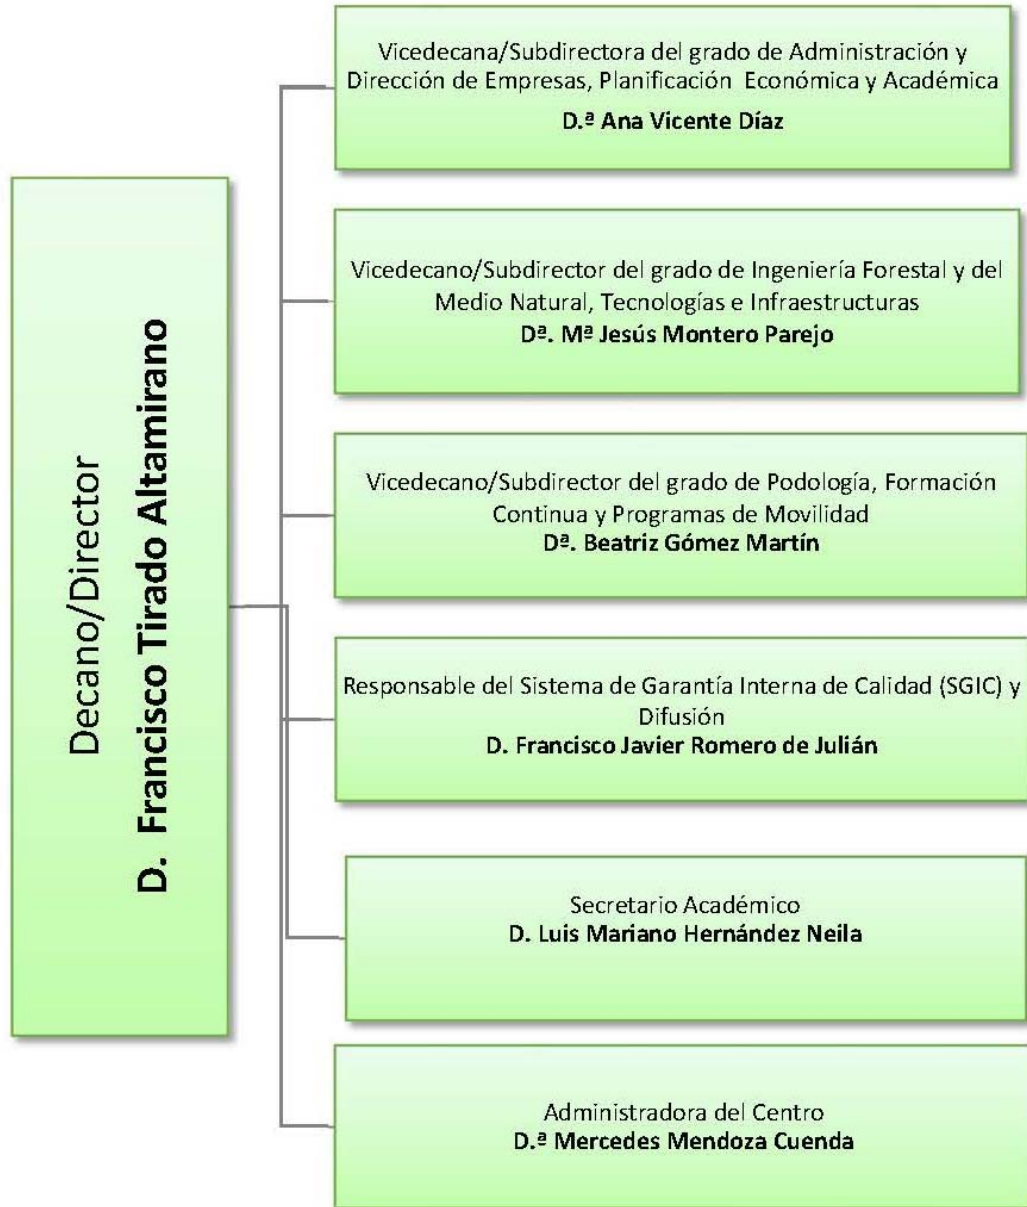 Decano/Director
D. Francisco Tirado Altamirano
Vicedecana/Subdirectora del grado de Administración y
Dirección de Empresas, Planificación Económica y Académica
D.ª Ana Vicente Díaz
Vicedecano/Subdirector del grado de Ingeniería Forestal y del
Medio Natural, Tecnologías e Infraestructuras
Dª. Mª Jesús Montero Parejo
Vicedecano/Subdirector del grado de Podología, Formación
Continua y Programas de Movilidad
Dª. Beatriz Gómez Martín
Responsable del Sistema de Garantía Interna de Calidad (SGIC) y
Difusión
D. Francisco Javier Romero de Julián
Secretario Académico
D. Luis Mariano Hernández Neila
Administradora del Centro
D.ª Mercedes Mendoza Cuenda